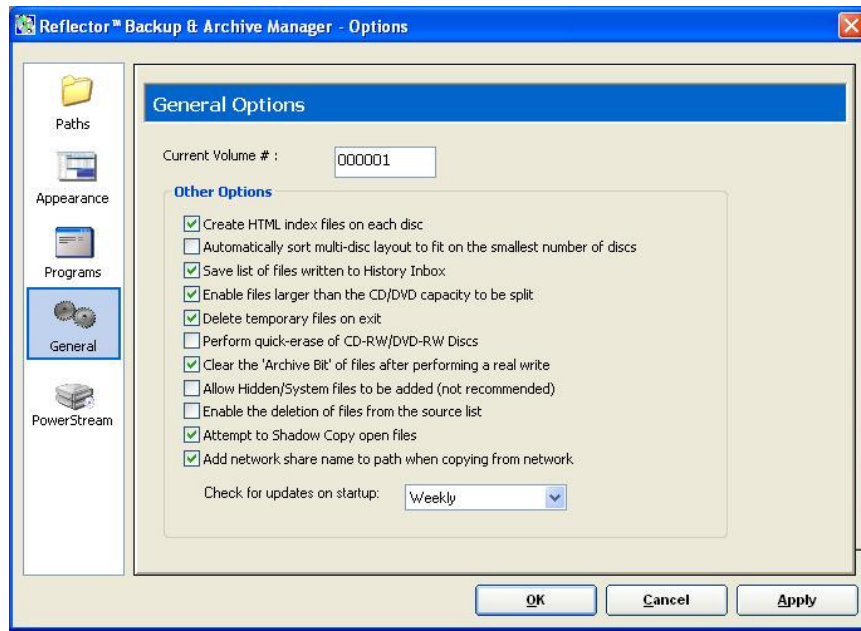 Reflector™ Backup & Archive Manager - Options
Paths
Appearance
Programs
General
PowerStream
General Options
Current Volume # : 000001
Other Options
Create HTML index files on each disc
Automatically sort multi-disc layout to fit on the smallest number of discs
Save list of files written to History Inbox
Enable files larger than the CD/DVD capacity to be split
Delete temporary files on exit
Perform quick-erase of CD-RW/DVD-RW Discs
Clear the 'Archive Bit' of files after performing a real write
Allow Hidden/System files to be added (not recommended)
Enable the deletion of files from the source list
Attempt to Shadow Copy open files
Add network share name to path when copying from network
Check for updates on startup: Weekly
OK Cancel Apply